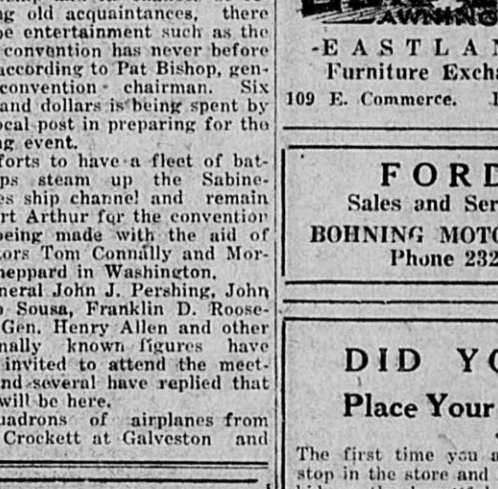 ng old acquaintances, there
be entertainment such as the
convention has never before
according to Pat Bishop, gen-
convention chairman. Six
and dollars is being spent by
ocal post in preparing for the
ng event.
forts to have a fleet of bat-
ps steam up the Sabine-
es ship channel and remain
rt Arthur for the convention
being made with the aid of
tors Tom Connally and Mor-
heppard in Washington.
neral John J. Pershing, John
Sousa, Franklin D. Roose-
Gen. Henry Allen and other
nally known figures have
invited to attend the meet-
nd several have replied that
will be here.
uadrons of airplanes from
Crockett at Galveston and
AWNING
EASTLAN
Furniture Excha
109 E. Commerce.
FORD
Sales and Ser
BOHNING MOTO
Phone 232
DID YO
Place Your
The first time you a
stop in the store and